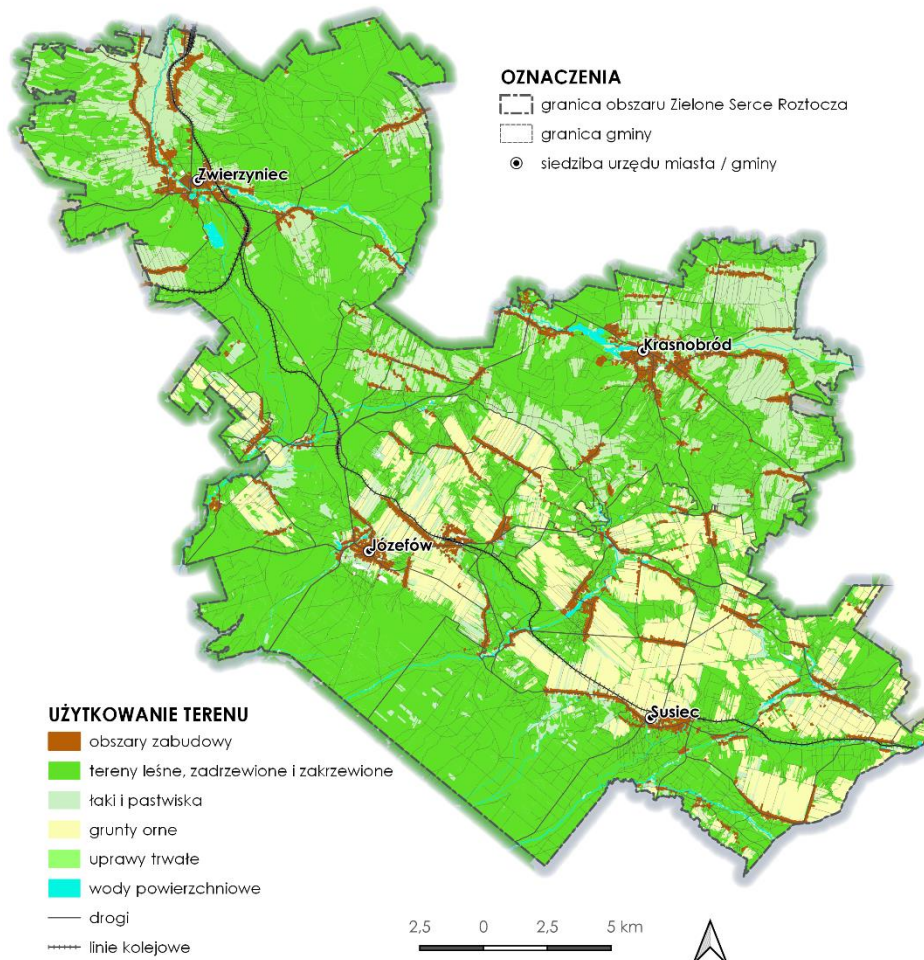 OZNACZENIA
granica obszaru Zielone Serce Roztocza
granica gminy
siedziba urzędu miasta / gminy
Zwierzyniec
Krasnobród
Józefów
Susiec
UŻYTKOWANIE TERENU
obszary zabudowy
tereny leśne, zadrzewione i zakrzewione
łaki i pastwiska
grunty orne
uprawy trwałe
wody powierzchniowe
drogi
linie kolejowe
2,5 0 2,5 5 km